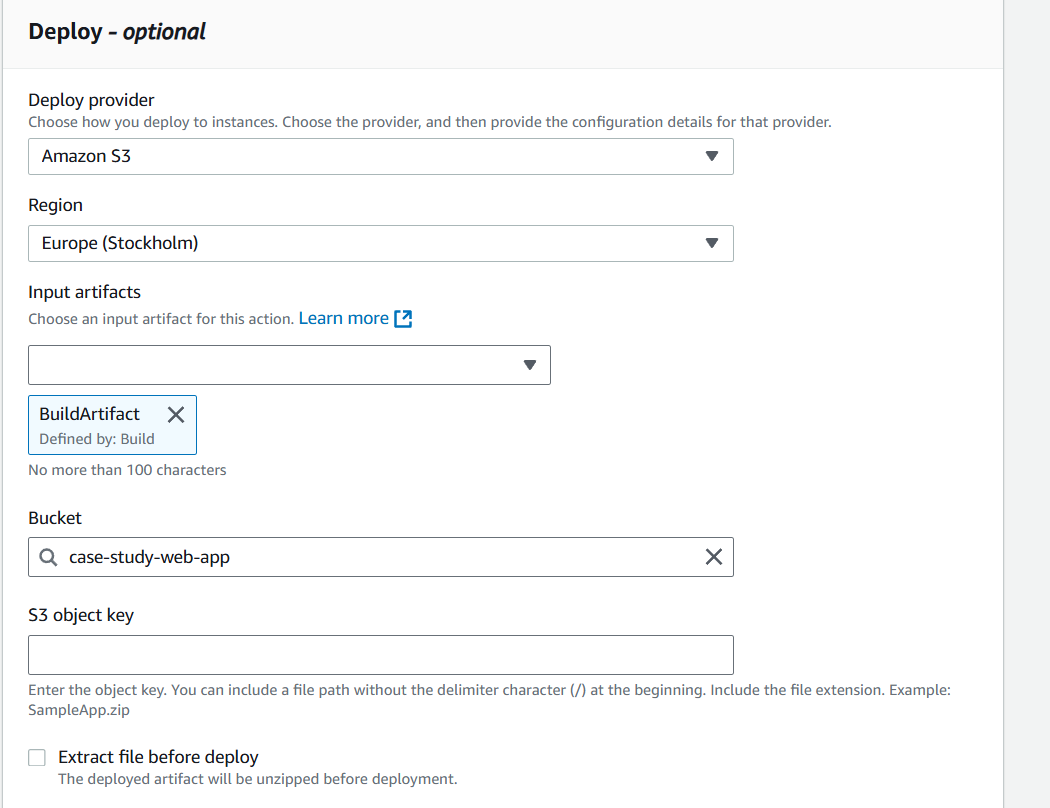 Deploy - optional
Deploy provider
Choose how you deploy to instances. Choose the provider, and then provide the configuration details for that provider.
Amazon S3
Region
Europe (Stockholm)
Input artifacts
Choose an input artifact for this action. Learn more
BuildArtifact
Defined by: Build
No more than 100 characters
Bucket
case-study-web-app
S3 object key
Enter the object key. You can include a file path without the delimiter character (/) at the beginning. Include the file extension. Example:
SampleApp.zip
Extract file before deploy
The deployed artifact will be unzipped before deployment.